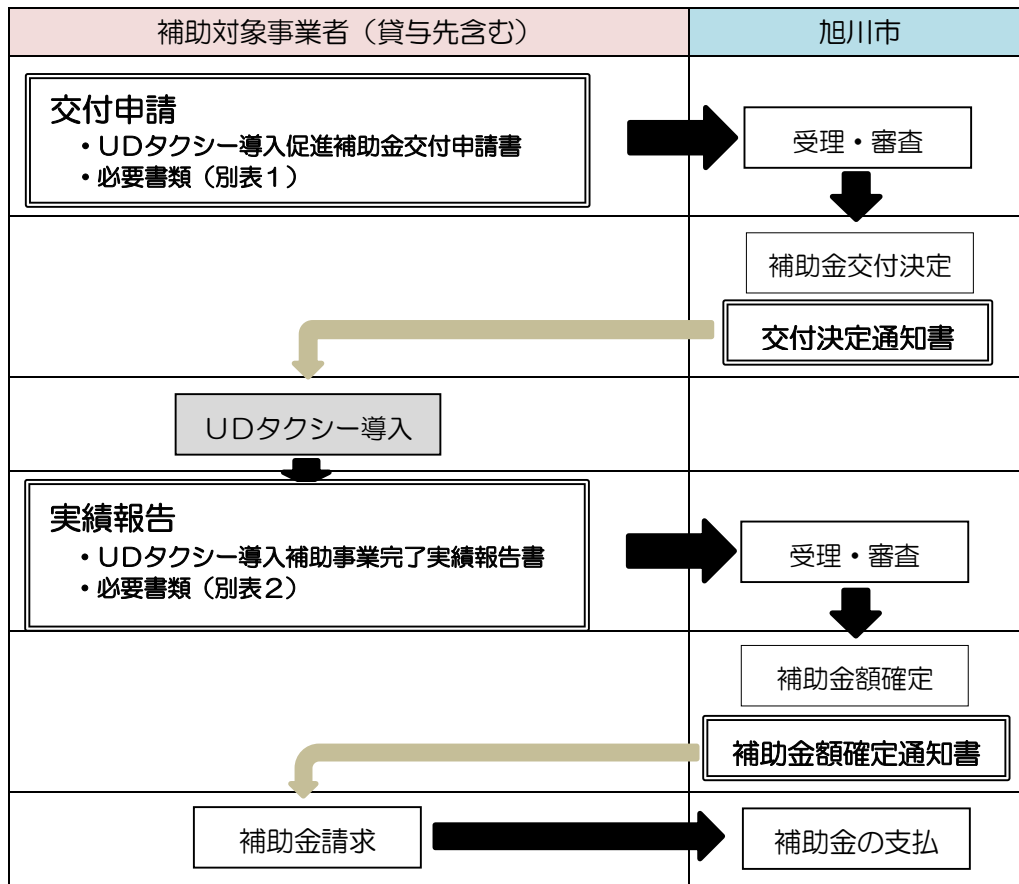 補助対象事業者（貸与先含む）
旭川市
交付申請
・ＵＤタクシー導入促進補助金交付申請書
・必要書類（別表１）
受理・審査
補助金交付決定
交付決定通知書
ＵＤタクシー導入
実績報告
・ＵＤタクシー導入補助事業完了実績報告書
・必要書類（別表２）
受理・審査
補助金額確定
補助金額確定通知書
補助金請求
補助金の支払